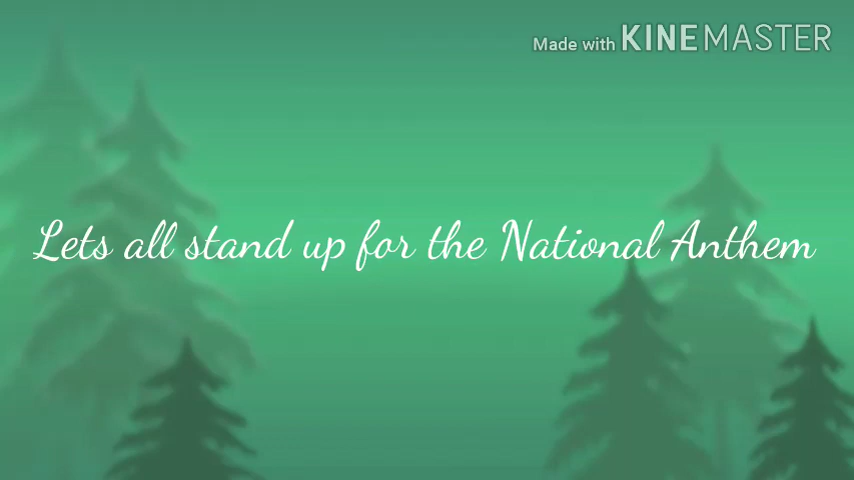 Made with KINEMASTER
Lets all stand up for the National Anthem